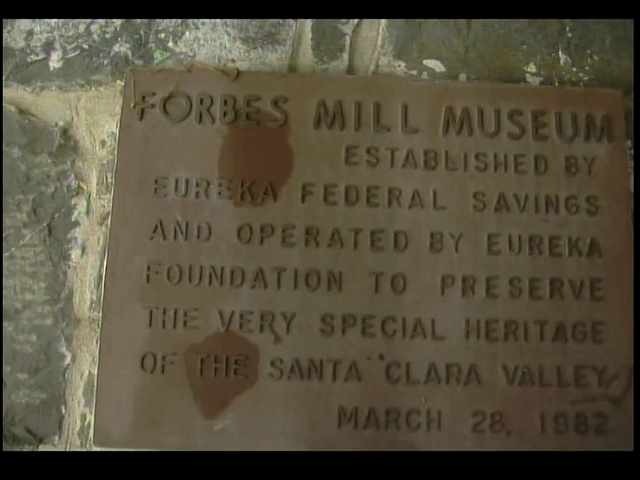 FORBES MILL MUSEUM
ESTABLISHED BY
EUREKA FEDERAL SAVINGS
AND OPERATED BY EUREKA
FOUNDATION TO PRESERVE
THE VERY SPECIAL HERITAGE
OF THE SANTA CLARA VALLEY
MARCH 28, 1982